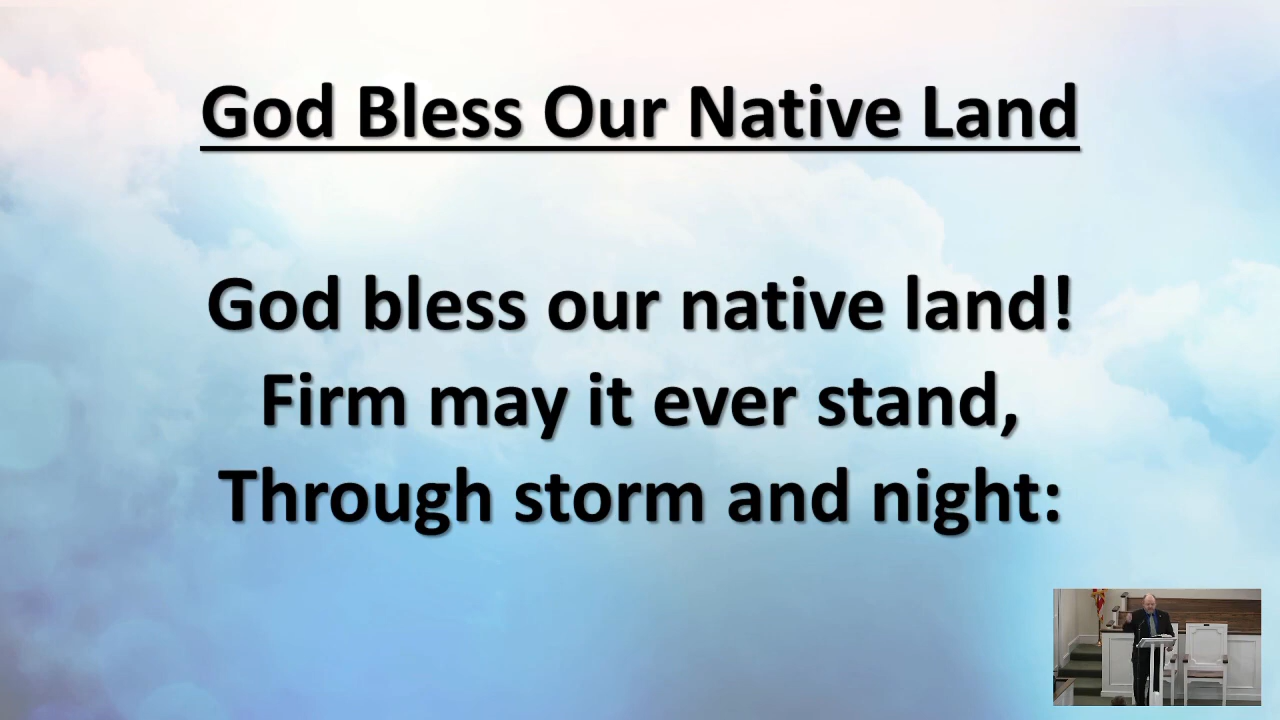 God Bless Our Native Land
God bless our native land!
Firm may it ever stand,
Through storm and night: